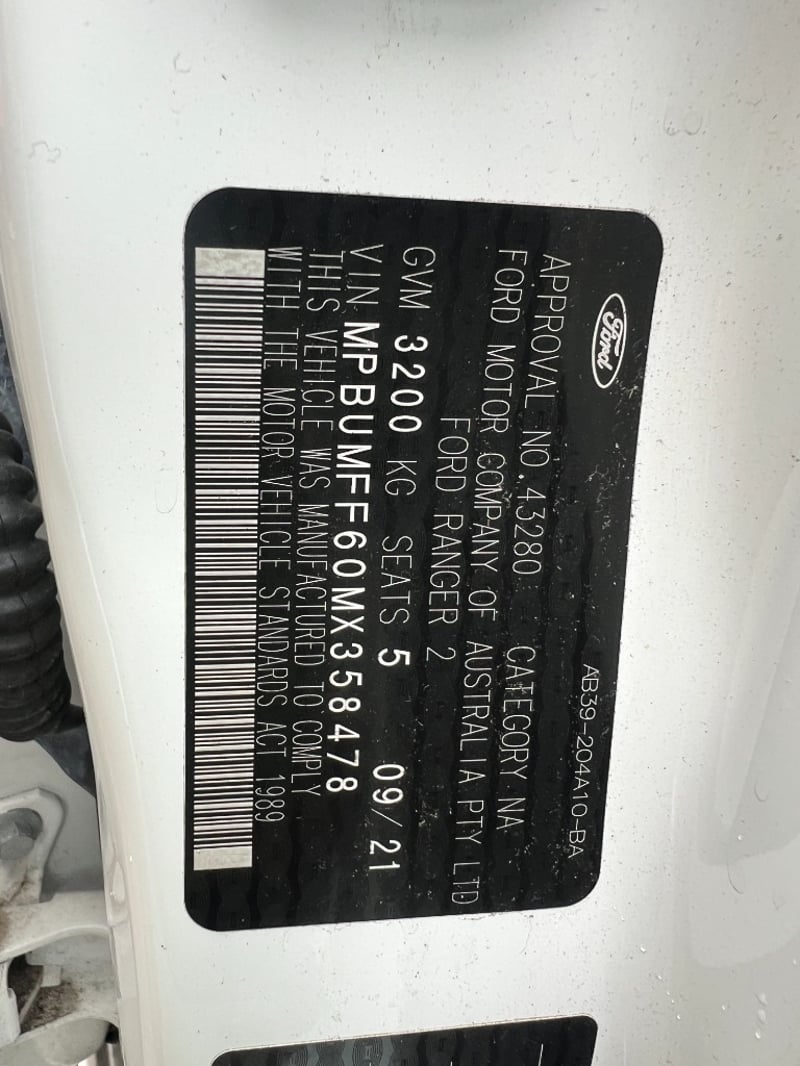 Ford
AB39-204A10-BA
APPROVAL NO.43280 CATEGORY NA
FORD MOTOR COMPANY OF AUSTRALIA PTY LTD
FORD RANGER 2
GVM 3200 KG SEATS 5 09/21
VIN MPBUMFF60MX358478
THIS VEHICLE WAS MANUFACTURED TO COMPLY
WITH THE MOTOR VEHICLE STANDARDS ACT 1989